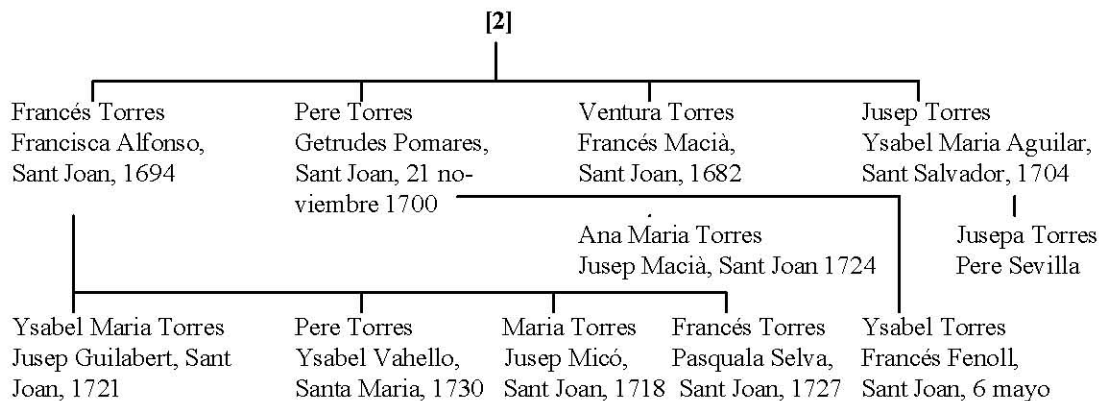 [2]
Francés Torres
Francisca Alfonso,
Sant Joan, 1694
Pere Torres
Getrudes Pomares,
Sant Joan, 21 no-
viembre 1700
Ventura Torres
Francés Macià,
Sant Joan, 1682
Jusep Torres
Ysabel Maria Aguilar,
Sant Salvador, 1704
Ana Maria Torres
Jusep Macià, Sant Joan 1724
Jusepa Torres
Pere Sevilla
Ysabel Maria Torres
Jusep Guilabert, Sant
Joan, 1721
Pere Torres
Ysabel Vahello,
Santa Maria, 1730
Maria Torres
Jusep Micó,
Sant Joan, 1718
Francés Torres
Pasquala Selva,
Sant Joan, 1727
Ysabel Torres
Francés Fenoll,
Sant Joan, 6 mayo